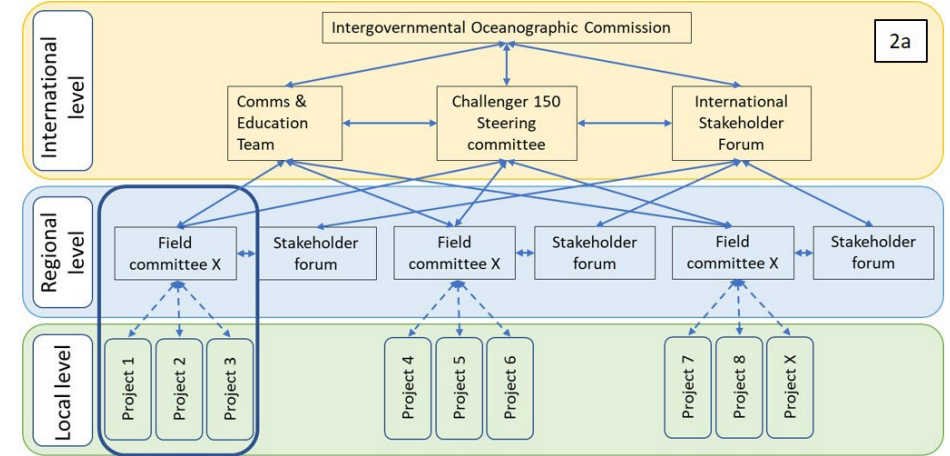 Intergovernmental Oceanographic Commission
2a
International
level
Comms &
Education
Team
Challenger 150
Steering
committee
International
Stakeholder
Forum
Regional
level
Field
committee X
Stakeholder
forum
Field
committee X
Stakeholder
forum
Field
committee X
Stakeholder
forum
Local level
Project 1
Project 2
Project 3
Project 4
Project 5
Project 6
Project 7
Project 8
Project X